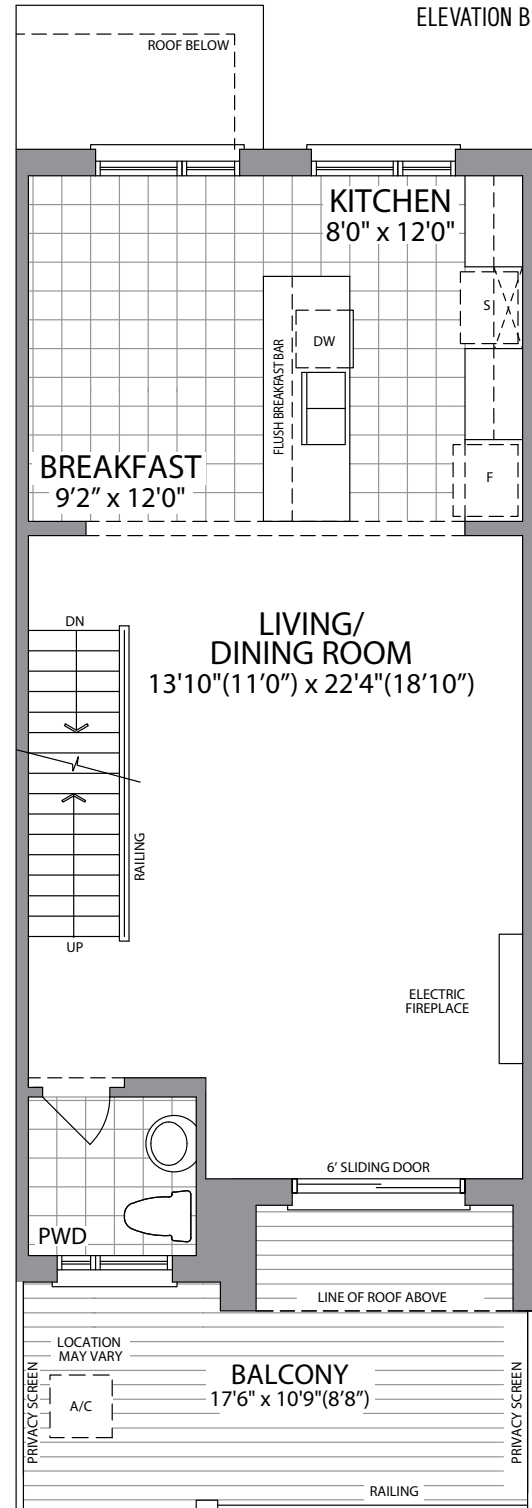 ELEVATION B
ROOF BELOW
KITCHEN
8'0" x 12'0"
S
DW
FLUSH BREAKFAST BAR
F
BREAKFAST
9'2” x 12'0"
LIVING/
DINING ROOM
13'10"(11'0”) x 22'4"(18'10”)
DN
RAILING
UP
ELECTRIC
FIREPLACE
6’ SLIDING DOOR
PWD
LINE OF ROOF ABOVE
LOCATION
MAY VARY
A/C
PRIVACY SCREEN
BALCONY
17'6" x 10'9"(8'8”)
PRIVACY SCREEN
RAILING